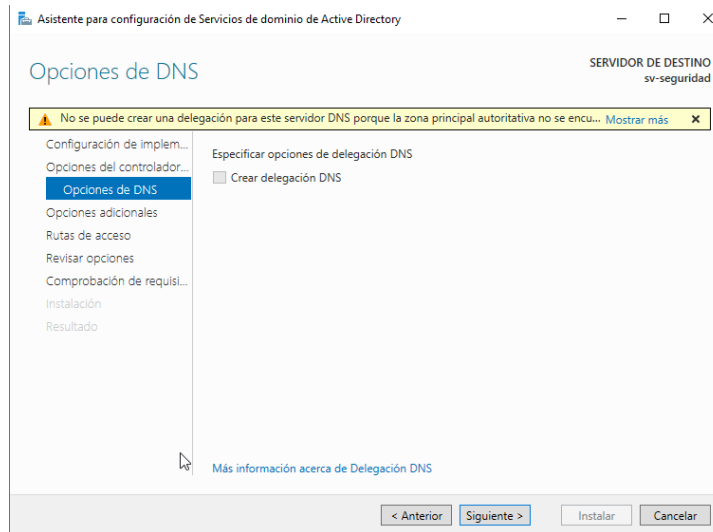 Asistente para configuración de Servicios de dominio de Active Directory
Opciones de DNS
SERVIDOR DE DESTINO
sv-seguridad
No se puede crear una delegación para este servidor DNS porque la zona principal autoritativa no se encu... Mostrar más
Configuración de implem...
Opciones del controlador...
Opciones de DNS
Opciones adicionales
Rutas de acceso
Revisar opciones
Comprobación de requisi...
Instalación
Resultado
Especificar opciones de delegación DNS
Crear delegación DNS
Más información acerca de Delegación DNS
< Anterior Siguiente > Instalar Cancelar